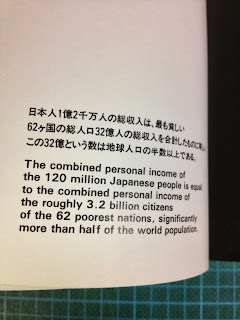 日本人1億2千万人の総収入は、最も貧しい
62ヶ国の総人口32億人の総収入を合計したものに等しい
この32億という数は地球人口の半数以上である。
The combined personal income of
the 120 million Japanese people is equal
to the combined personal income of
the roughly 3.2 billion citizens
of the 62 poorest nations, significantly
more than half of the world population.